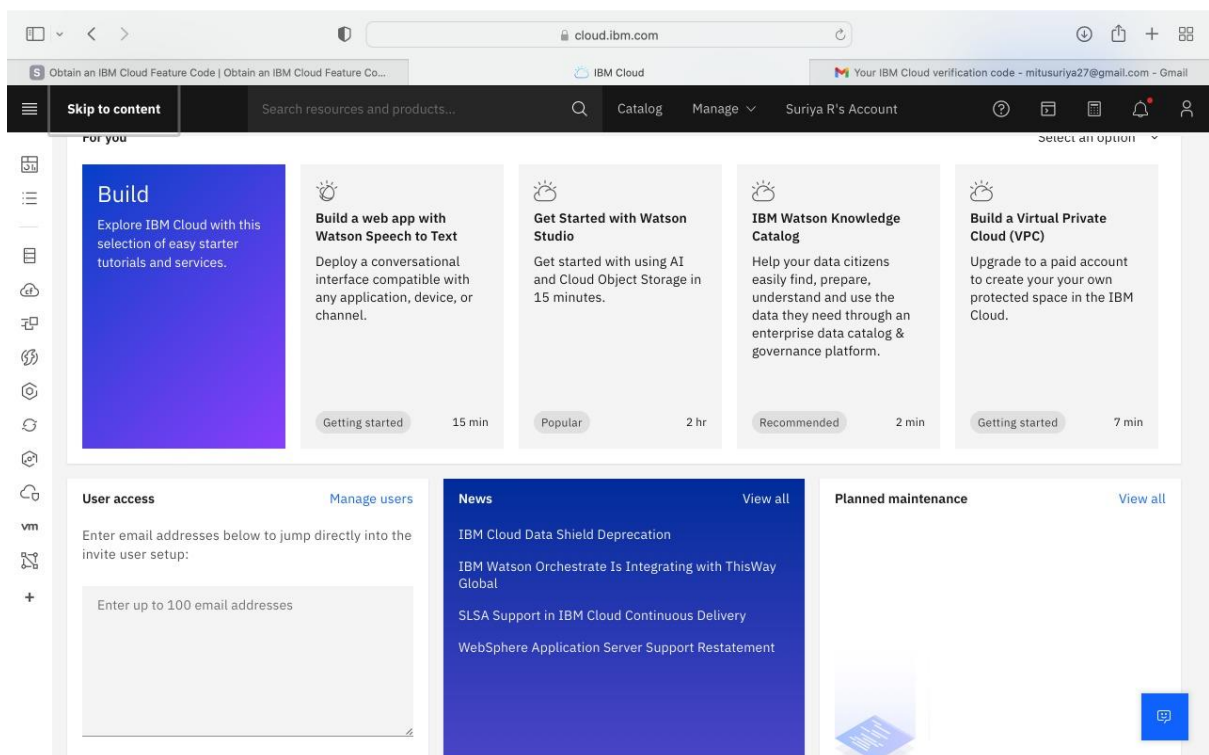 cloud.ibm.com
S Obtain an IBM Cloud Feature Code | Obtain an IBM Cloud Feature Co...
IBM Cloud
Your IBM Cloud verification code - mitusuriya27@gmail.com - Gmail
Skip to content
Search resources and products...
Catalog
Manage
Suriya R's Account
For you
Select an option
Build
Explore IBM Cloud with this
selection of easy starter
tutorials and services.
Build a web app with
Watson Speech to Text
Deploy a conversational
interface compatible with
any application, device, or
channel.
Getting started
15 min
Get Started with Watson
Studio
Get started with using AI
and Cloud Object Storage in
15 minutes.
Popular
2 hr
IBM Watson Knowledge
Catalog
Help your data citizens
easily find, prepare,
understand and use the
data they need through an
enterprise data catalog &
governance platform.
Recommended
2 min
Build a Virtual Private
Cloud (VPC)
Upgrade to a paid account
to create your your own
protected space in the IBM
Cloud.
Getting started
7 min
cf
vm
User access
Manage users
Enter email addresses below to jump directly into the
invite user setup:
Enter up to 100 email addresses
News
View all
IBM Cloud Data Shield Deprecation
IBM Watson Orchestrate Is Integrating with ThisWay
Global
SLSA Support in IBM Cloud Continuous Delivery
WebSphere Application Server Support Restatement
Planned maintenance
View all